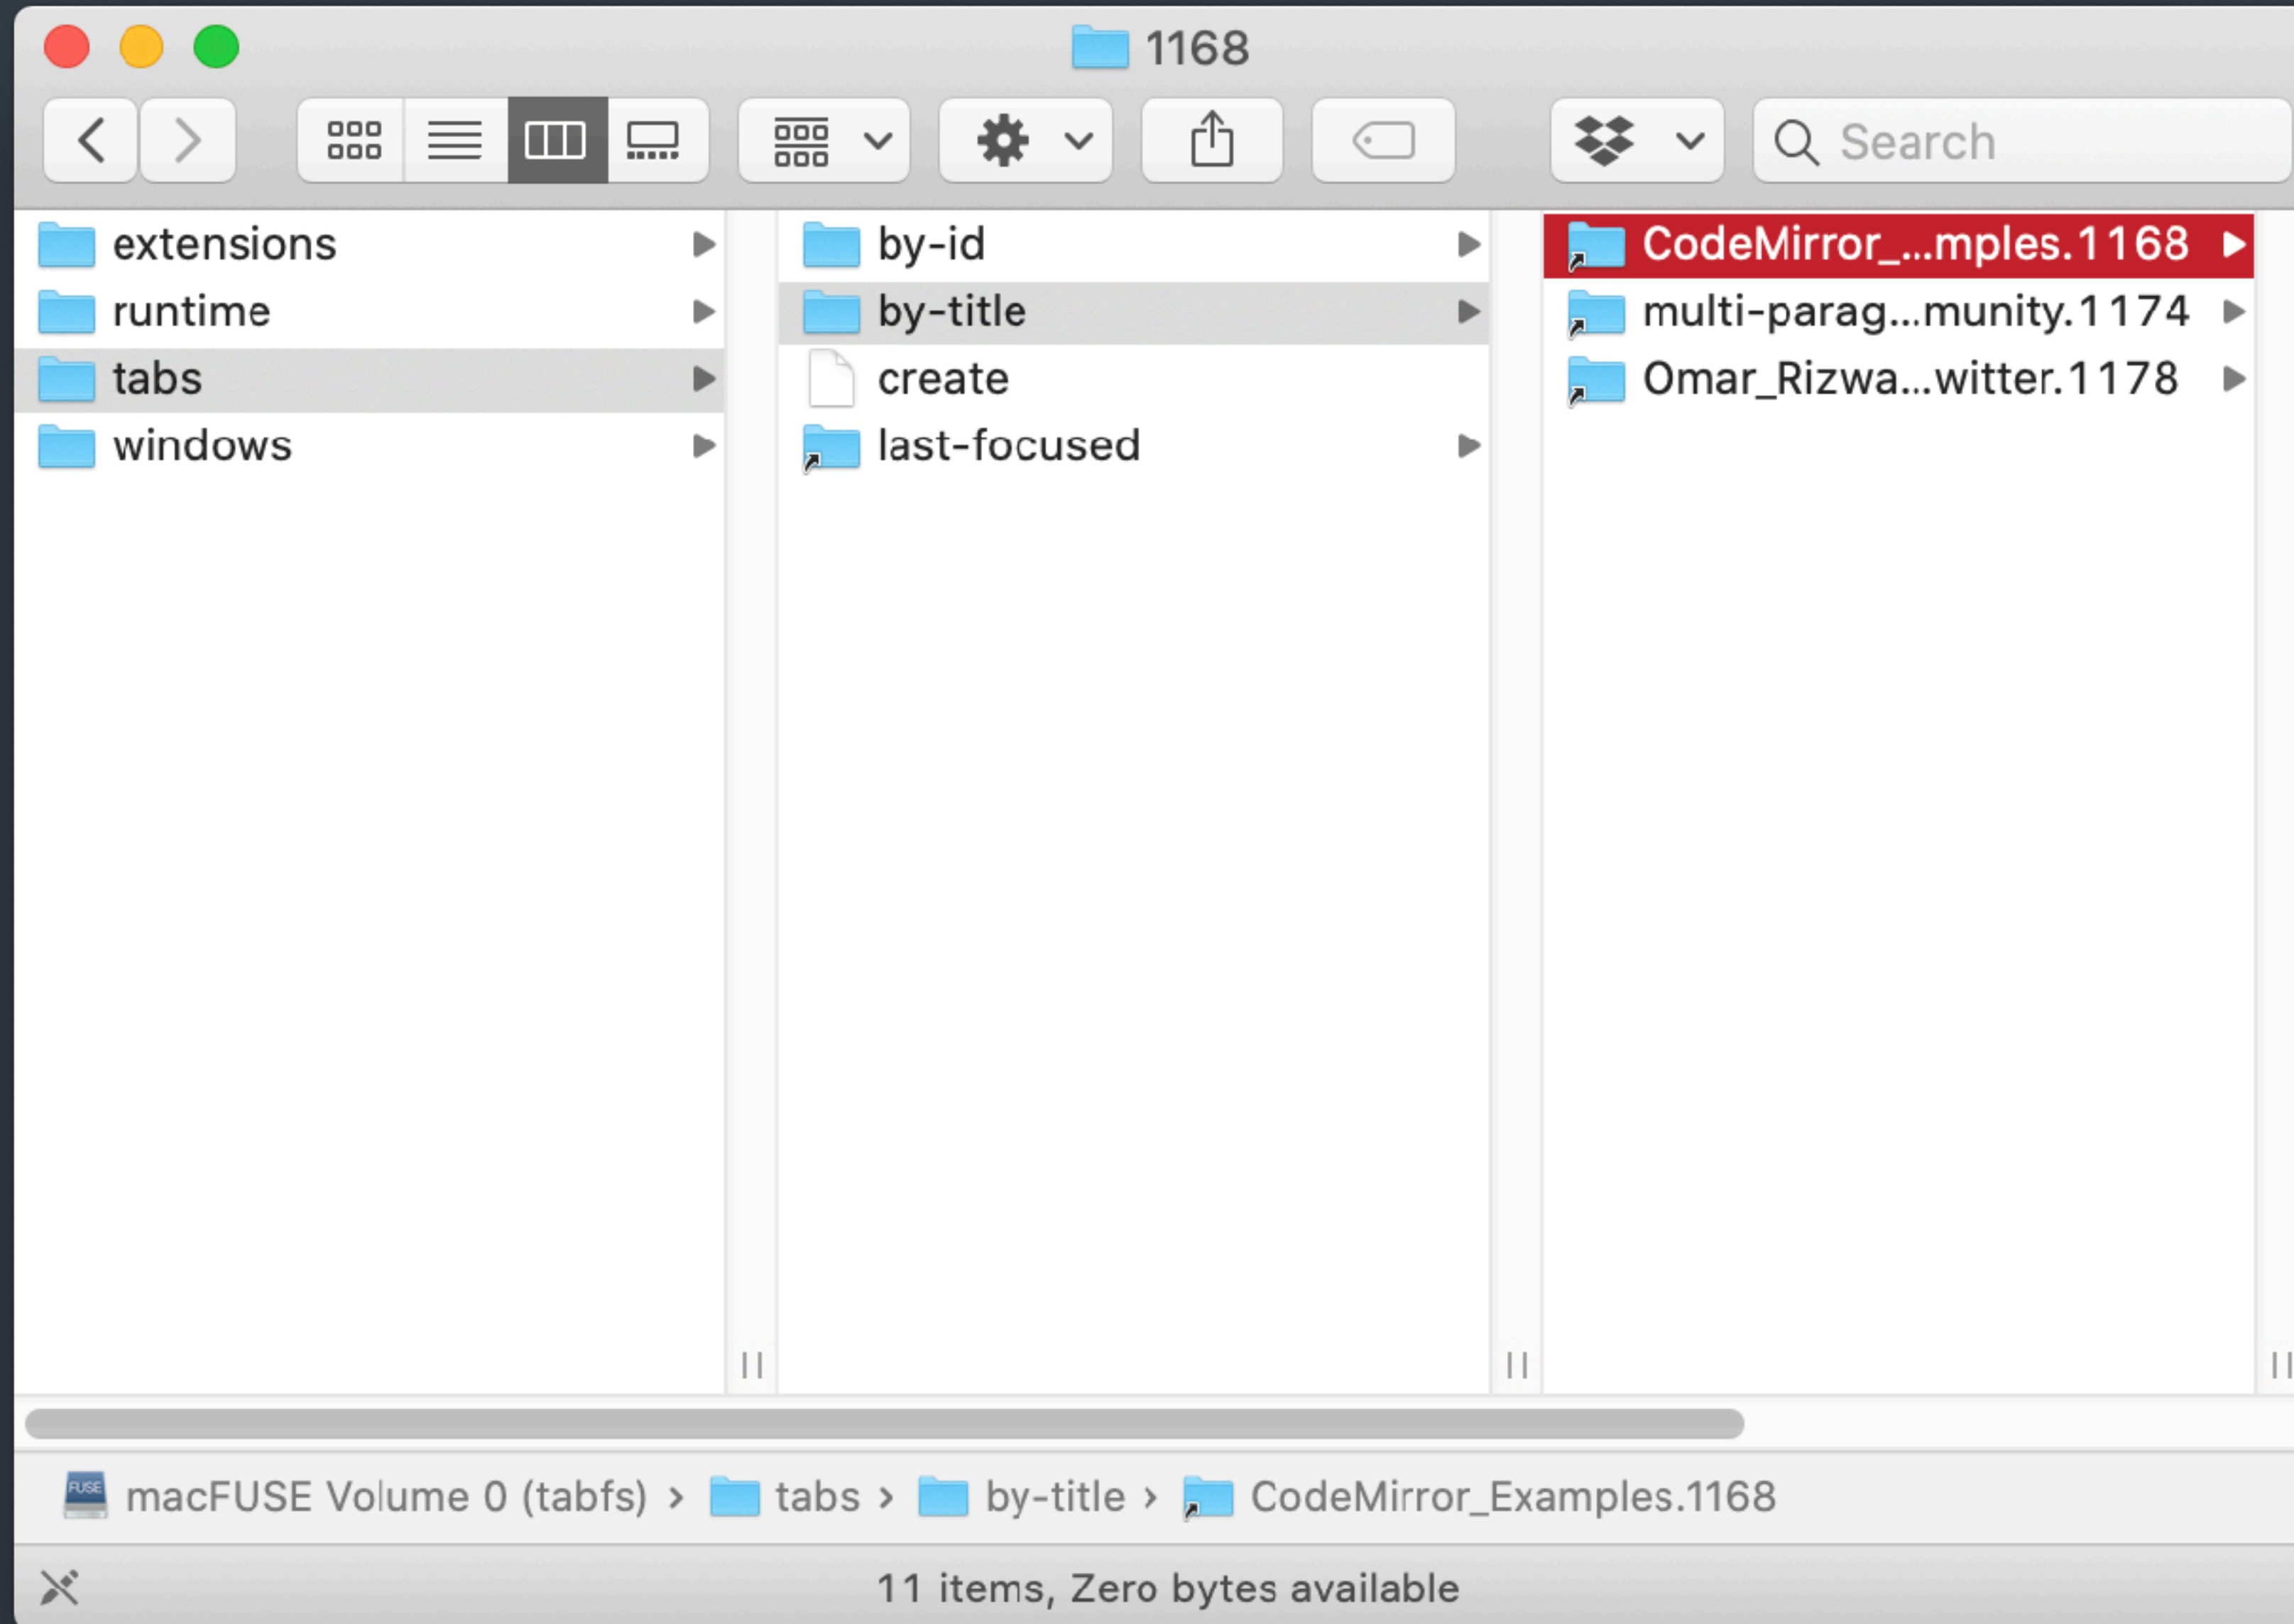 1168
Search
extensions
runtime
tabs
windows
by-id
by-title
create
last-focused
CodeMirror_...mples.1168
multi-parag...munity.1174
Omar_Rizwa...witter.1178
FUSE macFUSE Volume 0 (tabfs) › tabs › by-title › CodeMirror_Examples.1168
11 items, Zero bytes available